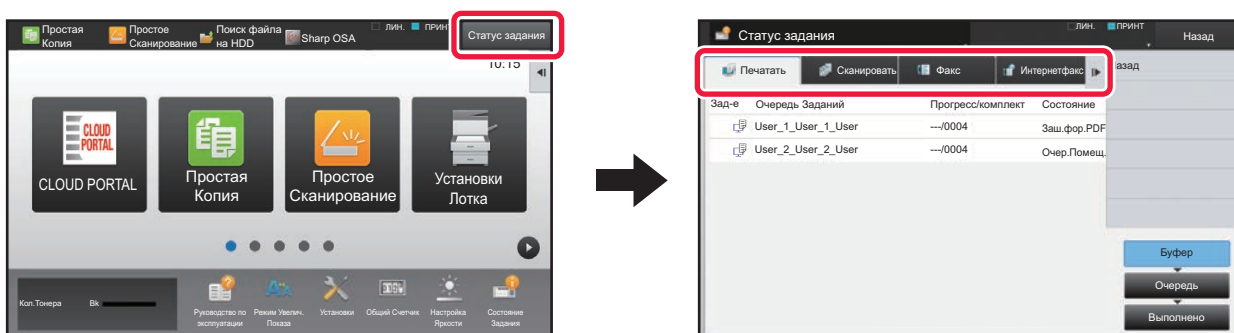 Простая Копия
Простое Сканирование
Поиск файла на HDD
Sharp OSA
ЛИН.
ПРИНТ
Статус задания
10:15
CLOUD PORTAL
CLOUD PORTAL
Простая Копия
Простое Сканирование
Установки Лотка
Кол.Тонера
Bk
Руководство по эксплуатации
Режим Увелич. Показа
Установки
Общий Счетчик
Настройка Яркости
Состояние Задания
Статус задания
ЛИН.
ПРИНТ
Назад
Печатать
Сканировать
Факс
Интернетфакс
азад
Зад-е
Очередь Заданий
Прогресс/комплект
Состояние
User_1_User_1_User
---/0004
Заш.фор.PDF
User_2_User_2_User
---/0004
Очер.Помещ.
Буфер
Очередь
Выполнено